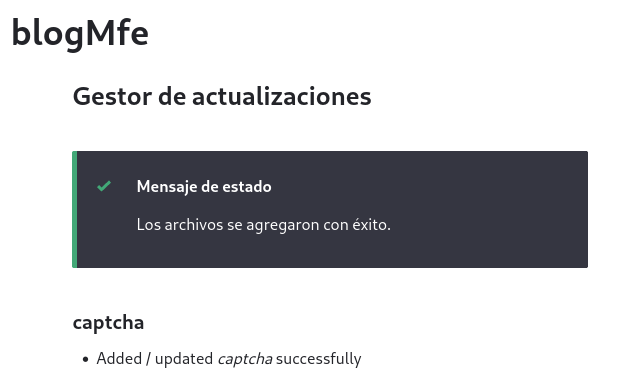 blogMfe
Gestor de actualizaciones
Mensaje de estado
Los archivos se agregaron con éxito.
captcha
• Added / updated captcha successfully